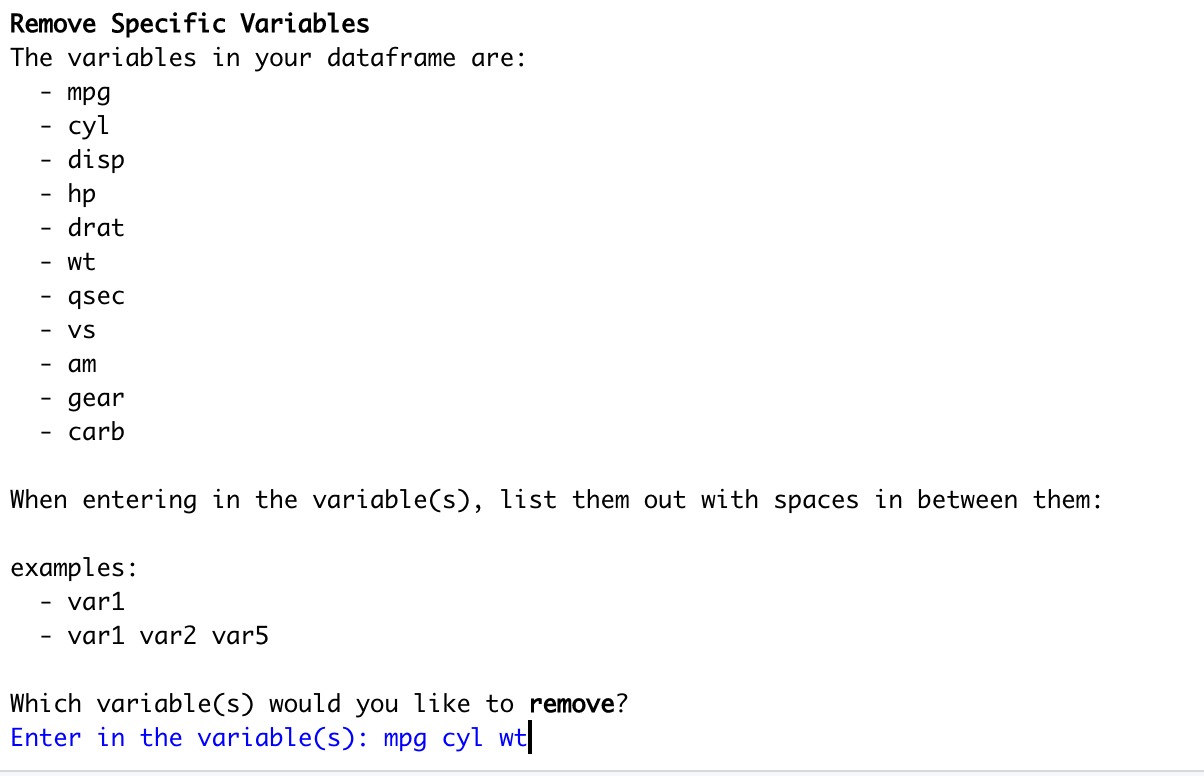 Remove Specific Variables
The variables in your dataframe are:
- mpg
- cyl
- disp
- hp
- drat
- wt
- qsec
- vs
- am
- gear
- carb
When entering in the variable(s), list them out with spaces in between them:
examples:
- var1
- var1 var2 var5
Which variable(s) would you like to remove?
Enter in the variable(s): mpg cyl wt